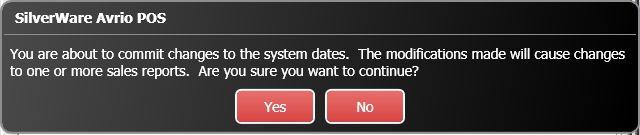 SilverWare Avrio POS
You are about to commit changes to the system dates.  The modifications made will cause changes
to one or more sales reports.  Are you sure you want to continue?
Yes No